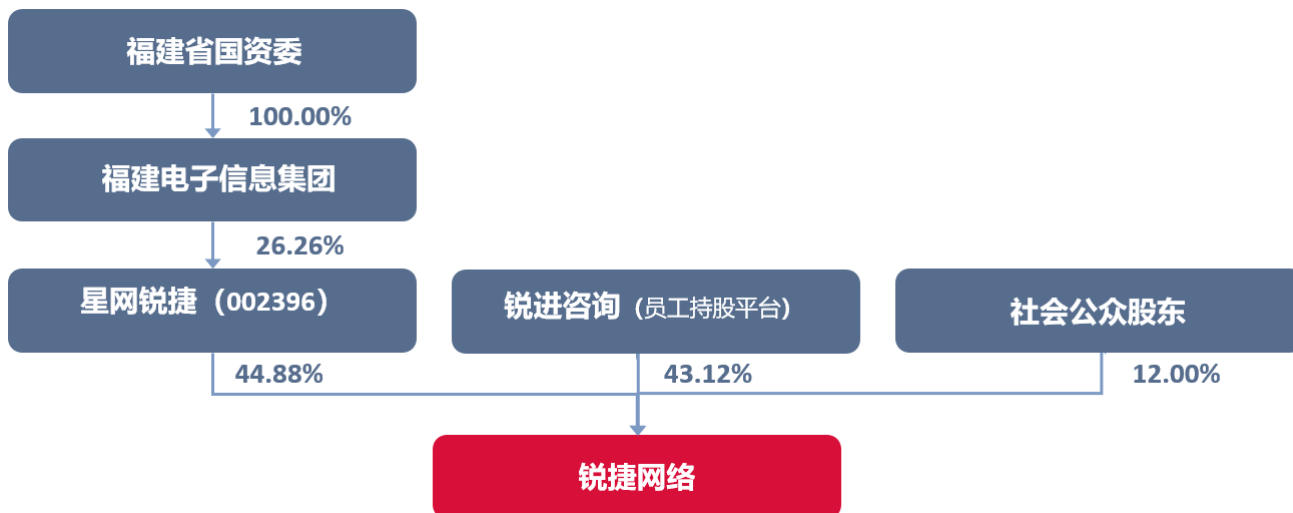 福建省国资委
100.00%
福建电子信息集团
26.26%
星网锐捷（002396）
锐进咨询（员工持股平台）
社会公众股东
44.88%
43.12%
12.00%
锐捷网络